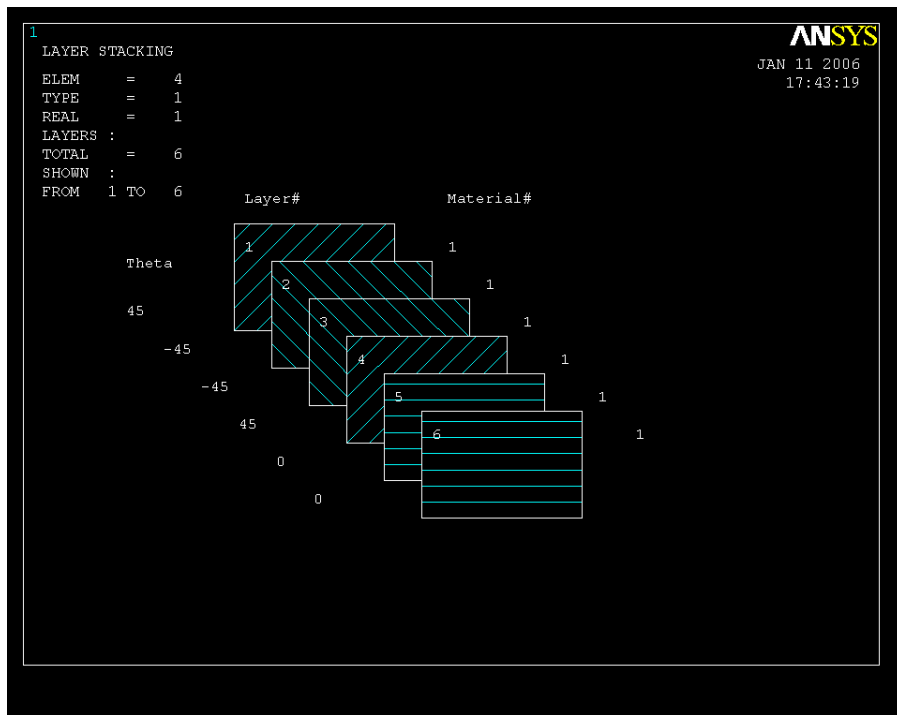 1
ANSYS
LAYER STACKING
JAN 11 2006
17:43:19
ELEM = 4
TYPE = 1
REAL = 1
LAYERS :
TOTAL = 6
SHOWN :
FROM 1 TO 6
Layer# Material#
1 1
Theta
2 1
45
3 1
-45
4 1
-45
5 1
45
6 1
0
0